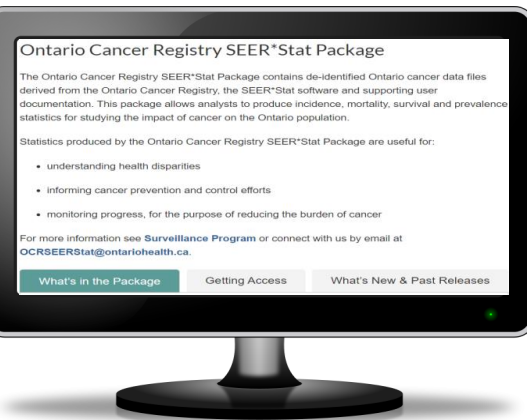 Ontario Cancer Registry SEER*Stat Package
The Ontario Cancer Registry SEER*Stat Package contains de-identified Ontario cancer data files
derived from the Ontario Cancer Registry, the SEER*Stat software and supporting user
documentation. This package allows analysts to produce incidence, mortality, survival and prevalence
statistics for studying the impact of cancer on the Ontario population.
Statistics produced by the Ontario Cancer Registry SEER*Stat Package are useful for:
• understanding health disparities
• informing cancer prevention and control efforts
• monitoring progress, for the purpose of reducing the burden of cancer
For more information see Surveillance Program or connect with us by email at
OCRSEERStat@ontariohealth.ca.
What's in the Package Getting Access What's New & Past Releases